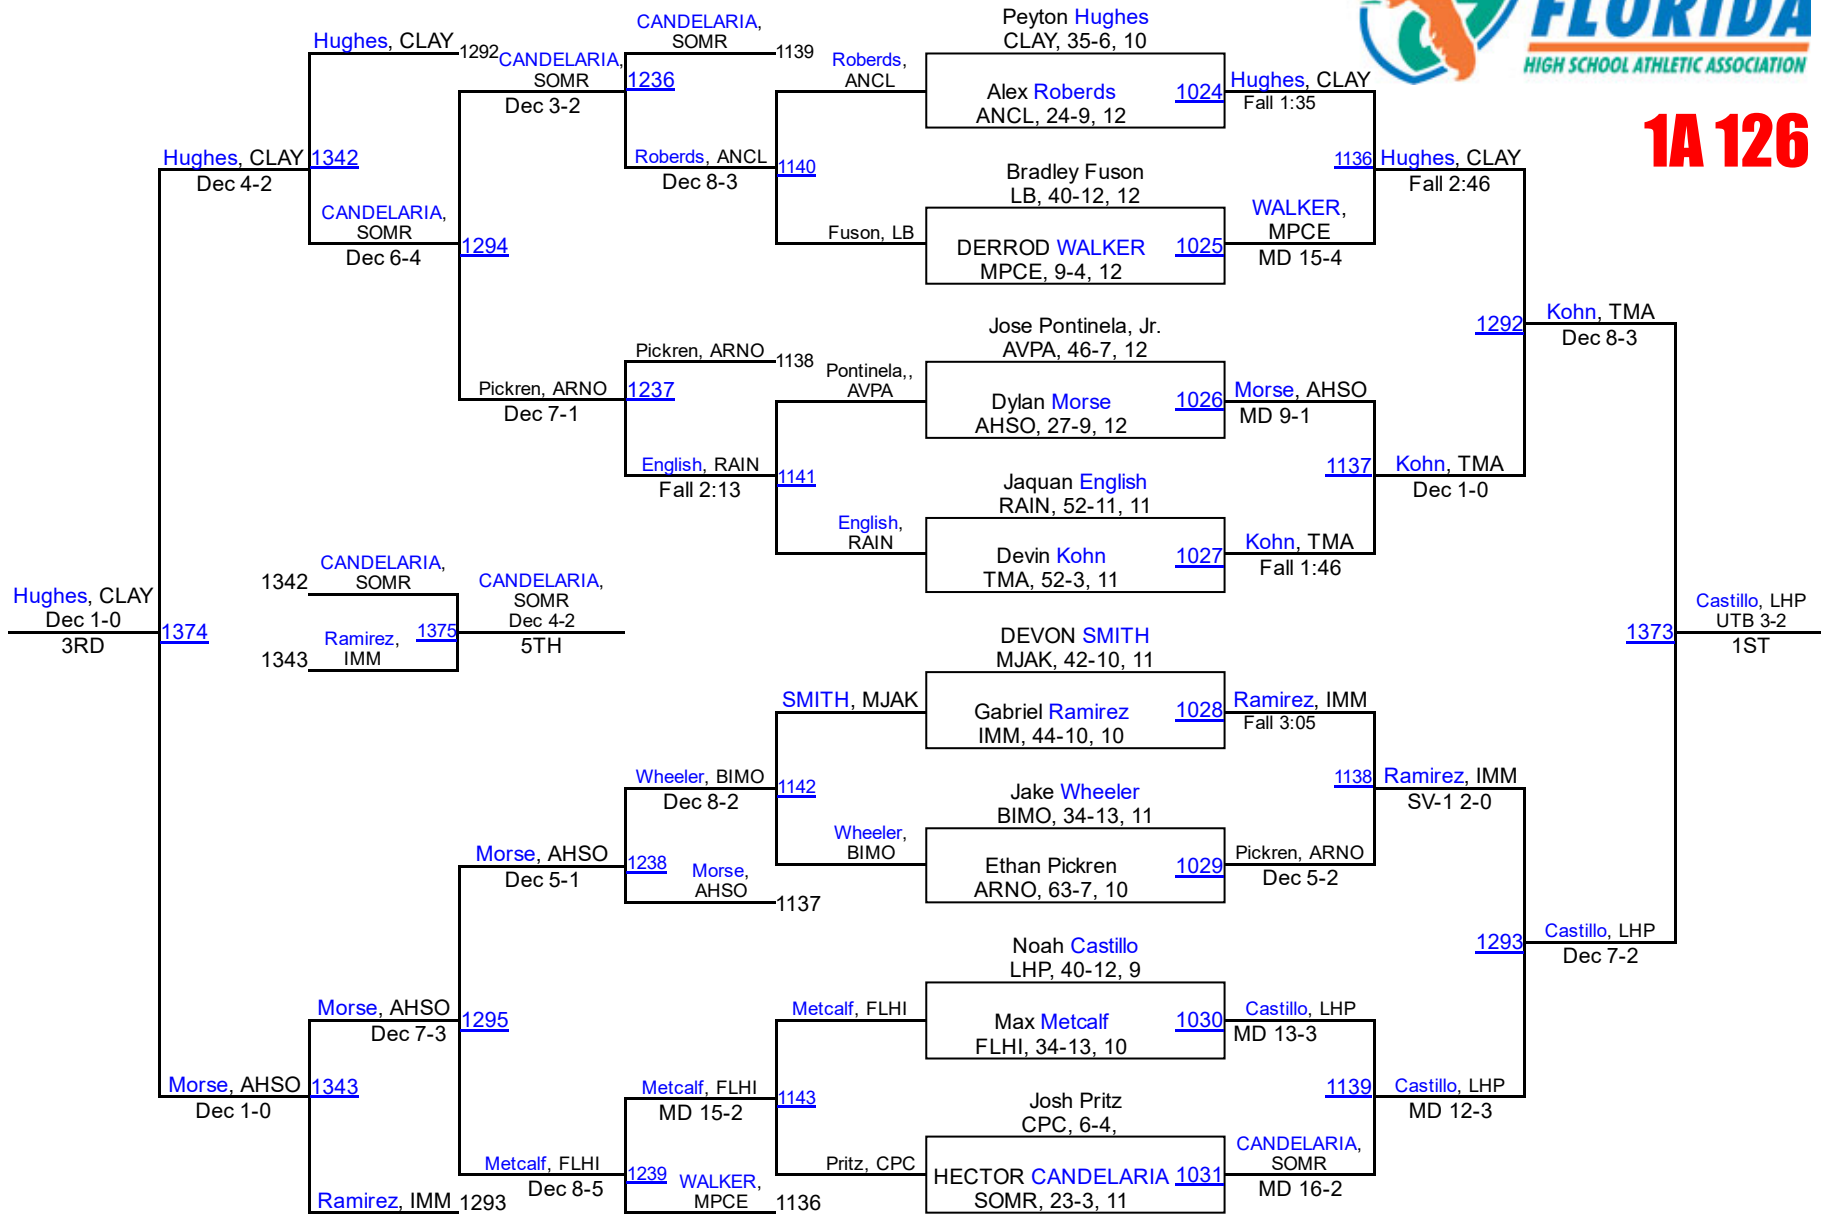 FLORIDA
HIGH SCHOOL ATHLETIC ASSOCIATION
1A 126
Hughes, CLAY
1292
CANDELARIA,
SOMR
Dec 3-2
CANDELARIA,
SOMR
1139
1236
Roberds, ANCL
Dec 8-3
1140
Roberds,
ANCL
Fuson, LB
Peyton Hughes
CLAY, 35-6, 10
Alex Roberds
ANCL, 24-9, 12
1024
Hughes, CLAY
Fall 1:35
Bradley Fuson
LB, 40-12, 12
DERROD WALKER
MPCE, 9-4, 12
1025
WALKER,
MPCE
MD 15-4
1136
Hughes, CLAY
Fall 2:46
Hughes, CLAY
Dec 4-2
1342
CANDELARIA,
SOMR
Dec 6-4
1294
Pickren, ARNO
Dec 7-1
Pickren, ARNO
1138
1237
English, RAIN
Fall 2:13
1141
Pontinela,,
AVPA
English,
RAIN
Jose Pontinela, Jr.
AVPA, 46-7, 12
Dylan Morse
AHSO, 27-9, 12
1026
Morse, AHSO
MD 9-1
Jaquan English
RAIN, 52-11, 11
Devin Kohn
TMA, 52-3, 11
1027
Kohn, TMA
Fall 1:46
1137
Kohn, TMA
Dec 1-0
1292
Kohn, TMA
Dec 8-3
Hughes, CLAY
Dec 1-0
3RD
1374
1342
CANDELARIA,
SOMR
1343
Ramirez,
IMM
1375
CANDELARIA,
SOMR
Dec 4-2
5TH
1373
Castillo, LHP
UTB 3-2
1ST
DEVON SMITH
MJAK, 42-10, 11
Gabriel Ramirez
IMM, 44-10, 10
1028
Ramirez, IMM
Fall 3:05
SMITH, MJAK
Wheeler, BIMO
Dec 8-2
1142
Wheeler,
BIMO
Jake Wheeler
BIMO, 34-13, 11
Ethan Pickren
ARNO, 63-7, 10
1029
Pickren, ARNO
Dec 5-2
1138
Ramirez, IMM
SV-1 2-0
Morse, AHSO
Dec 5-1
1238
Morse,
AHSO
1137
1293
Castillo, LHP
Dec 7-2
Morse, AHSO
Dec 7-3
1295
Metcalf, FLHI
Noah Castillo
LHP, 40-12, 9
Max Metcalf
FLHI, 34-13, 10
1030
Castillo, LHP
MD 13-3
Morse, AHSO
Dec 1-0
1343
Metcalf, FLHI
MD 15-2
1143
Josh Pritz
CPC, 6-4,
HECTOR CANDELARIA
SOMR, 23-3, 11
1031
CANDELARIA,
SOMR
MD 16-2
1139
Castillo, LHP
MD 12-3
Pritz, CPC
Metcalf, FLHI
Dec 8-5
1239
WALKER,
MPCE
1136
Ramirez, IMM
1293